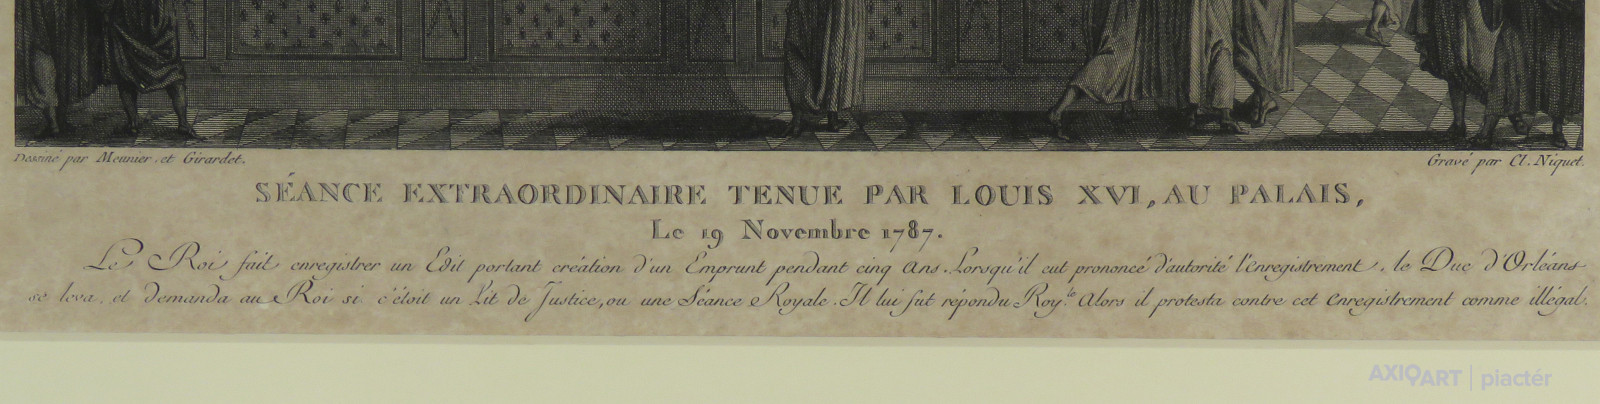 Dessiné par Meunier, et Girardet.
Gravé par Cl. Niquet.
SÉANCE EXTRAORDINAIRE TENUE PAR LOUIS XVI, AU PALAIS,
Le 19 Novembre 1787.
Le Roi fait enregistrer un Edit portant création d'un Emprunt pendant cinq ans. Lorsqu'il eut prononcé d'autorité l'enregistrement, le Duc d'Orléans
se leva, et demanda au Roi si c'étoit un Lit de Justice, ou une Séance Royale. Il lui fut répondu Roy.le Alors il protesta contre cet enregistrement comme illégal.
AXIOART | piactér